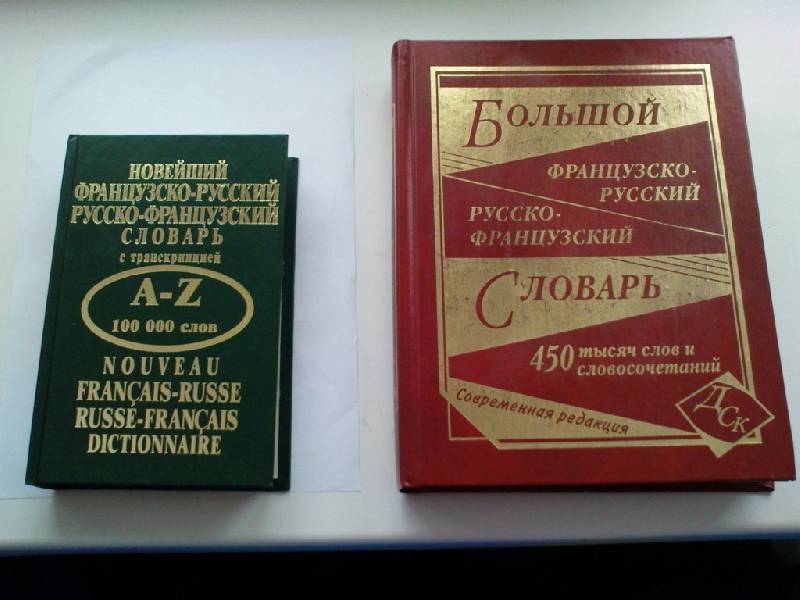 НОВЕЙШИЙ
ФРАНЦУЗСКО-РУССКИЙ
РУССКО-ФРАНЦУЗСКИЙ
СЛОВАРЬ
с транскрипцией
A-Z
100 000 слов
NOUVEAU
FRANÇAIS-RUSSE
RUSSE-FRANÇAIS
DICTIONNAIRE
БОЛЬШОЙ
ФРАНЦУЗСКО-
РУССКИЙ
РУССКО-
ФРАНЦУЗСКИЙ
СЛОВАРЬ
450 тысяч слов и
словосочетаний
Современная редакция
ДСК